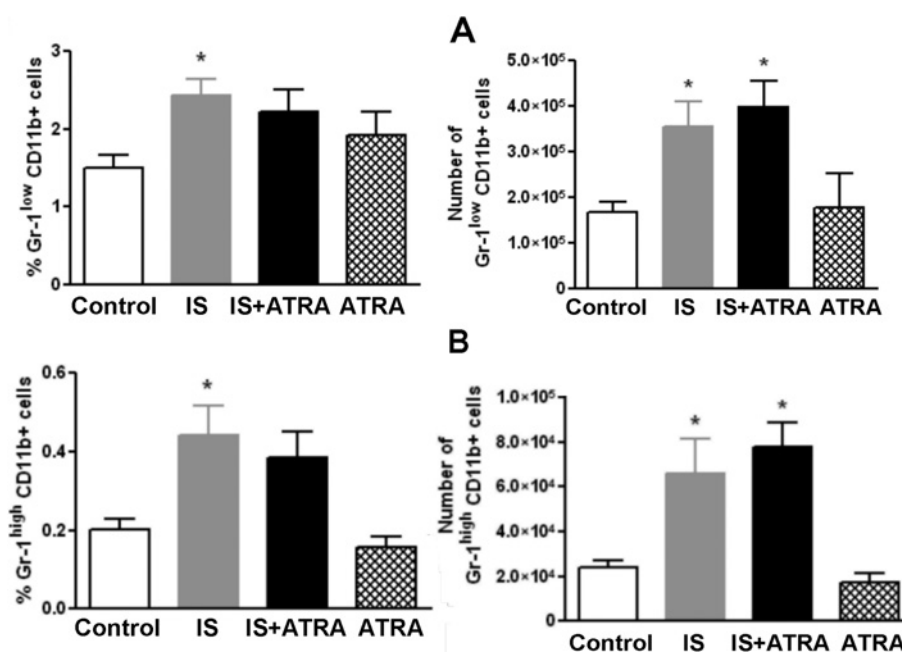 A
% Gr-1low CD11b+ cells
3
2
1
0
*
Control IS IS+ATRA ATRA
Number of
Gr-1low CD11b+ cells
5.0×10⁵
4.0×10⁵
3.0×10⁵
2.0×10⁵
1.0×10⁵
0
* *
Control IS IS+ATRA ATRA
B
% Gr-1high CD11b+ cells
0.6
0.4
0.2
0.0
*
Control IS IS+ATRA ATRA
Number of
Gr-1high CD11b+ cells
1.0×10⁵
8.0×10⁴
6.0×10⁴
4.0×10⁴
2.0×10⁴
0
* *
Control IS IS+ATRA ATRA